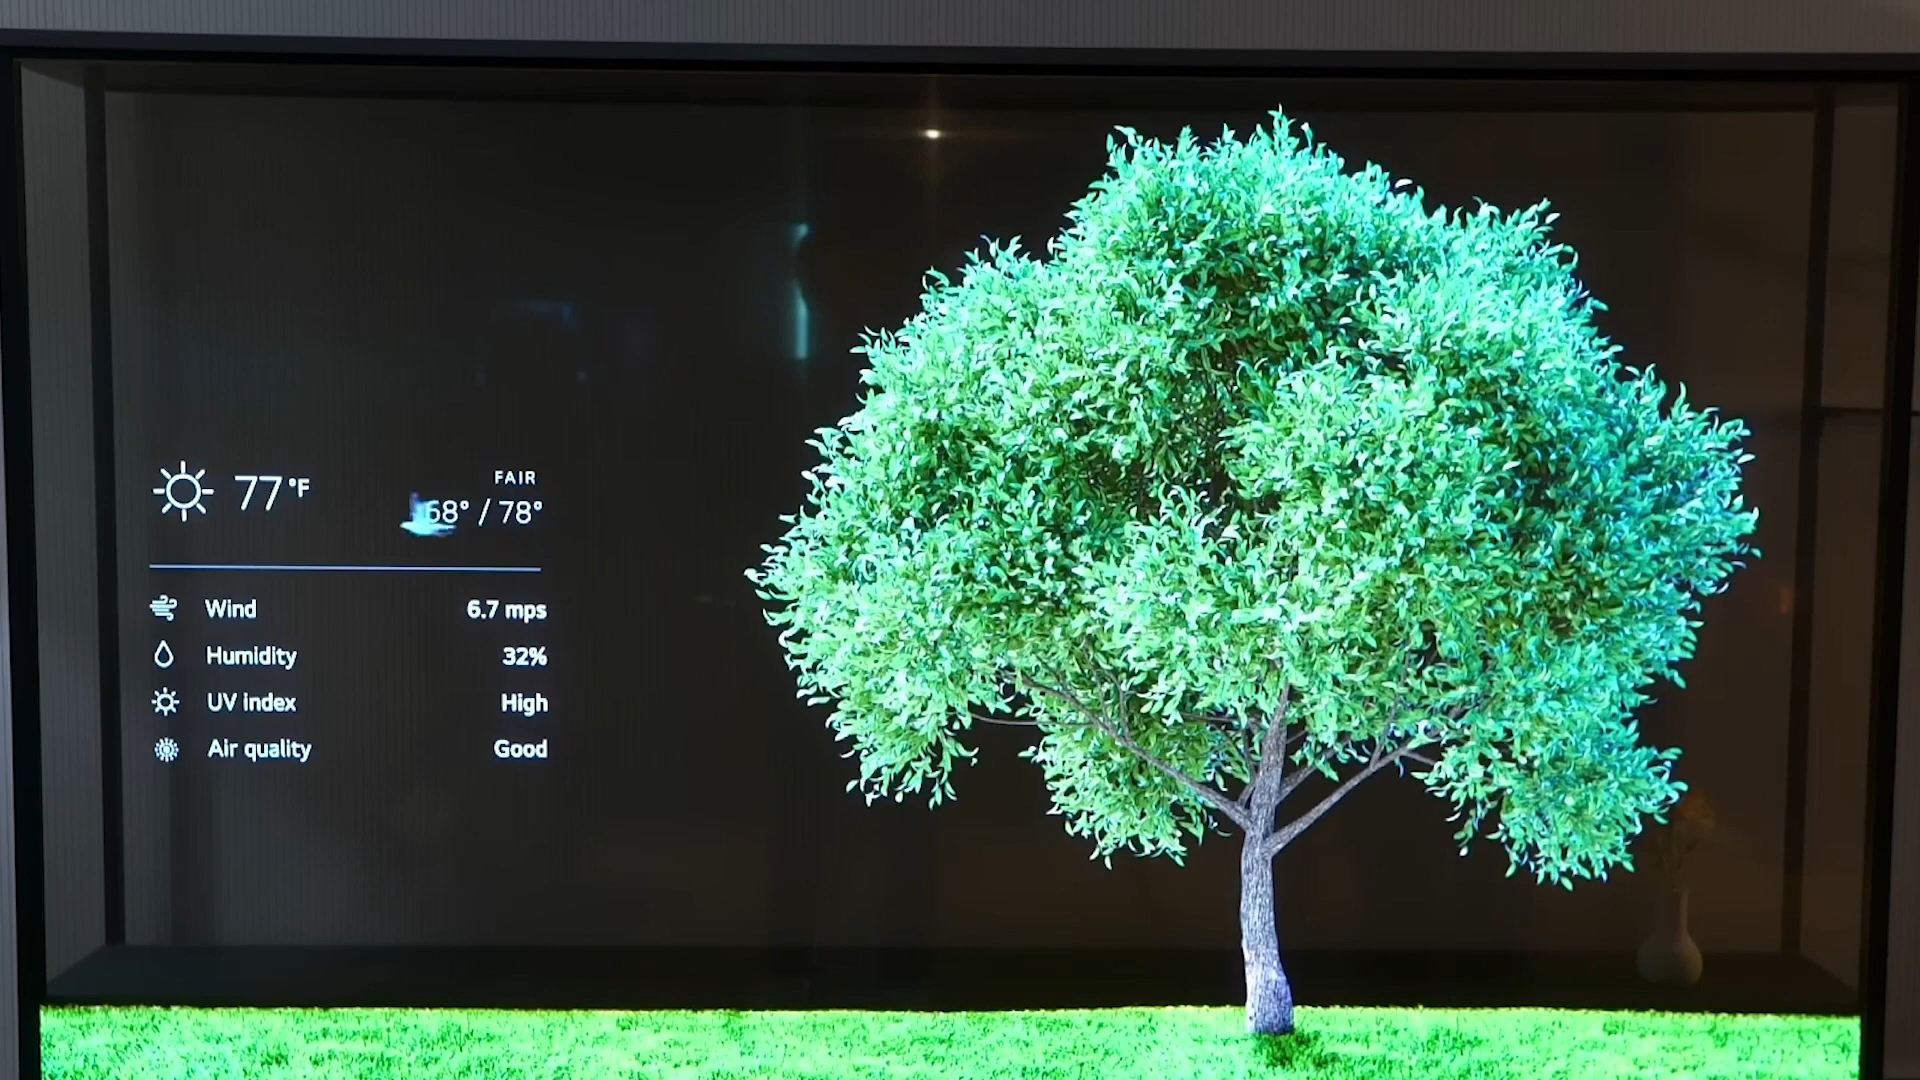 77°F
FAIR
68° / 78°
Wind 6.7 mps
Humidity 32%
UV index High
Air quality Good